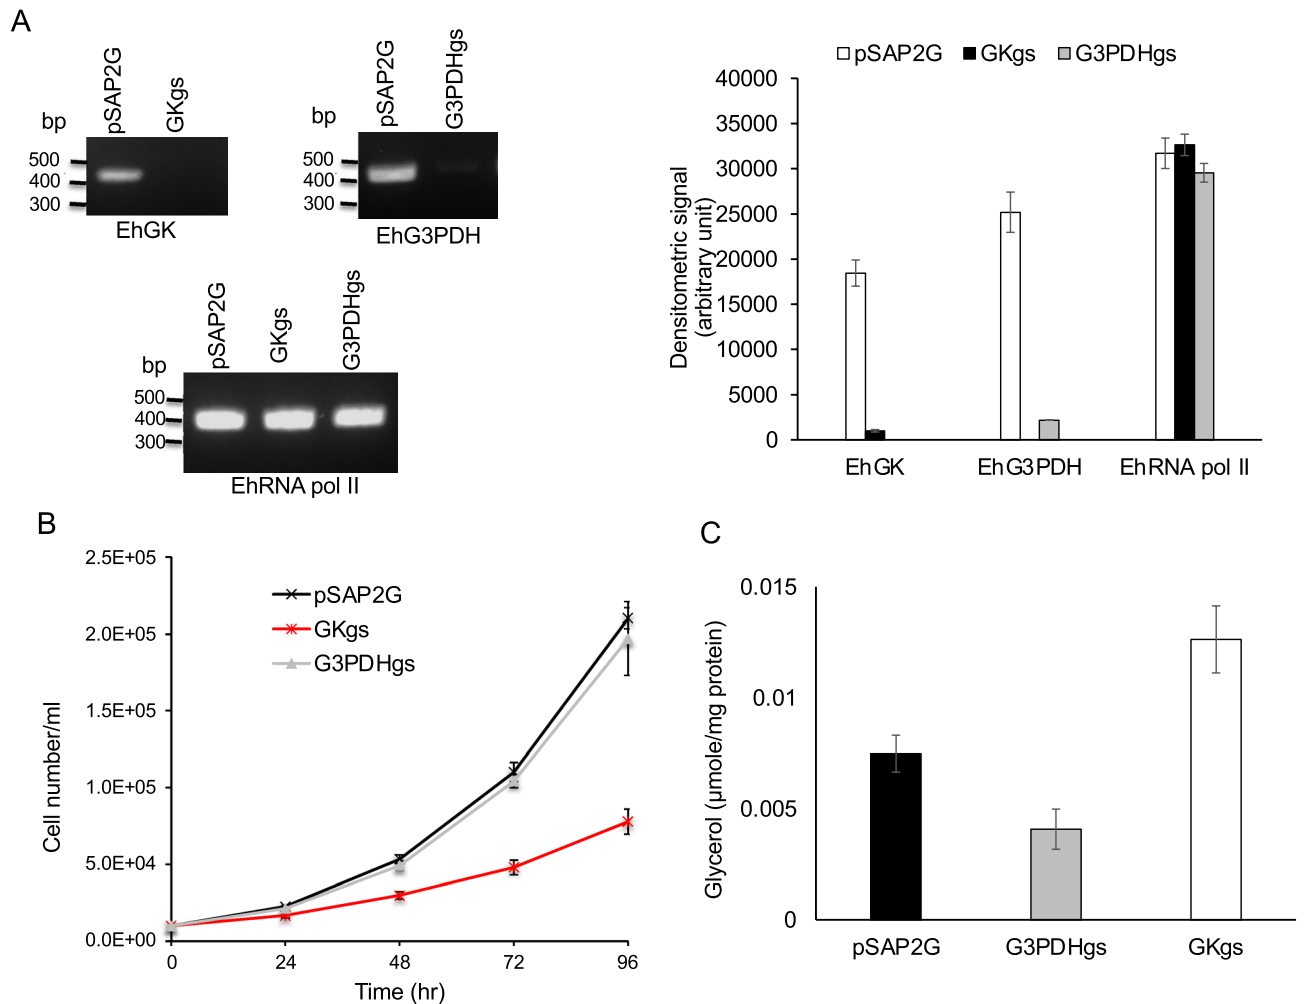 A
pSAP2G
GKgs
bp
500
400
300
EhGK
pSAP2G
G3PDHgs
bp
500
400
300
EhG3PDH
pSAP2G
GKgs
G3PDHgs
bp
500
400
300
EhRNA pol II
pSAP2G GKgs G3PDHgs
Densitometric signal
(arbitrary unit)
40000
35000
30000
25000
20000
15000
10000
5000
0
EhGK EhG3PDH EhRNA pol II
B
Cell number/ml
2.5E+05
2.0E+05
1.5E+05
1.0E+05
5.0E+04
0.0E+00
pSAP2G
GKgs
G3PDHgs
0 24 48 72 96
Time (hr)
C
Glycerol (µmole/mg protein)
0.015
0.01
0.005
0
pSAP2G G3PDHgs GKgs